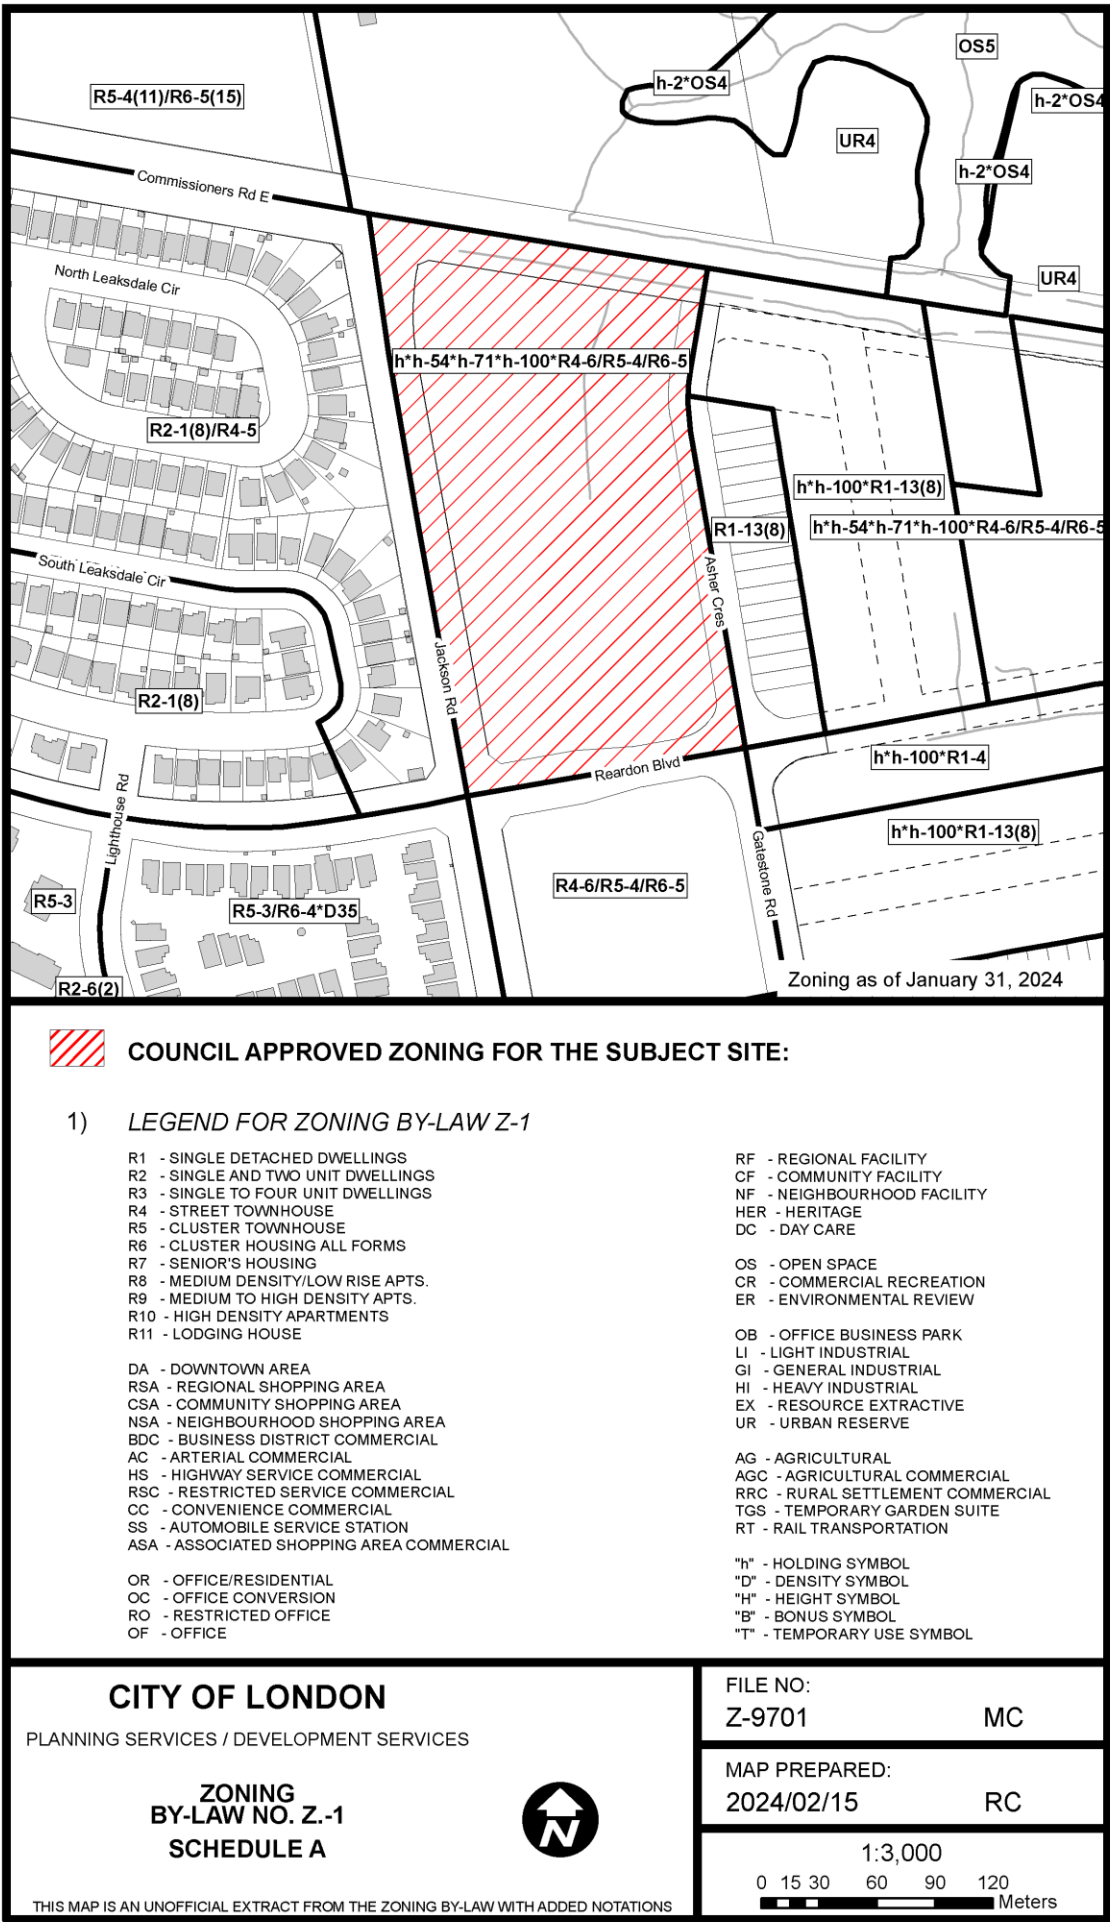 OS5
h-2*OS4
R5-4(11)/R6-5(15)
h-2*OS4
UR4
h-2*OS4
Commissioners Rd E
North Leaksdale Cir
UR4
h*h-54*h-71*h-100*R4-6/R5-4/R6-5
R2-1(8)/R4-5
h*h-100*R1-13(8)
R1-13(8)
h*h-54*h-71*h-100*R4-6/R5-4/R6-5
South Leaksdale Cir
Asher Cres
Jackson Rd
R2-1(8)
Reardon Blvd
h*h-100*R1-4
Lighthouse Rd
h*h-100*R1-13(8)
Gatestone Rd
R4-6/R5-4/R6-5
R5-3
R5-3/R6-4*D35
R2-6(2)
Zoning as of January 31, 2024
COUNCIL APPROVED ZONING FOR THE SUBJECT SITE:
1) LEGEND FOR ZONING BY-LAW Z-1
R1 - SINGLE DETACHED DWELLINGS
R2 - SINGLE AND TWO UNIT DWELLINGS
R3 - SINGLE TO FOUR UNIT DWELLINGS
R4 - STREET TOWNHOUSE
R5 - CLUSTER TOWNHOUSE
R6 - CLUSTER HOUSING ALL FORMS
R7 - SENIOR'S HOUSING
R8 - MEDIUM DENSITY/LOW RISE APTS.
R9 - MEDIUM TO HIGH DENSITY APTS.
R10 - HIGH DENSITY APARTMENTS
R11 - LODGING HOUSE
DA - DOWNTOWN AREA
RSA - REGIONAL SHOPPING AREA
CSA - COMMUNITY SHOPPING AREA
NSA - NEIGHBOURHOOD SHOPPING AREA
BDC - BUSINESS DISTRICT COMMERCIAL
AC - ARTERIAL COMMERCIAL
HS - HIGHWAY SERVICE COMMERCIAL
RSC - RESTRICTED SERVICE COMMERCIAL
CC - CONVENIENCE COMMERCIAL
SS - AUTOMOBILE SERVICE STATION
ASA - ASSOCIATED SHOPPING AREA COMMERCIAL
OR - OFFICE/RESIDENTIAL
OC - OFFICE CONVERSION
RO - RESTRICTED OFFICE
OF - OFFICE
RF - REGIONAL FACILITY
CF - COMMUNITY FACILITY
NF - NEIGHBOURHOOD FACILITY
HER - HERITAGE
DC - DAY CARE
OS - OPEN SPACE
CR - COMMERCIAL RECREATION
ER - ENVIRONMENTAL REVIEW
OB - OFFICE BUSINESS PARK
LI - LIGHT INDUSTRIAL
GI - GENERAL INDUSTRIAL
HI - HEAVY INDUSTRIAL
EX - RESOURCE EXTRACTIVE
UR - URBAN RESERVE
AG - AGRICULTURAL
AGC - AGRICULTURAL COMMERCIAL
RRC - RURAL SETTLEMENT COMMERCIAL
TGS - TEMPORARY GARDEN SUITE
RT - RAIL TRANSPORTATION
"h" - HOLDING SYMBOL
"D" - DENSITY SYMBOL
"H" - HEIGHT SYMBOL
"B" - BONUS SYMBOL
"T" - TEMPORARY USE SYMBOL
CITY OF LONDON
PLANNING SERVICES / DEVELOPMENT SERVICES
ZONING
BY-LAW NO. Z.-1
SCHEDULE A
N
THIS MAP IS AN UNOFFICIAL EXTRACT FROM THE ZONING BY-LAW WITH ADDED NOTATIONS
FILE NO:
Z-9701 MC
MAP PREPARED:
2024/02/15 RC
1:3,000
0 15 30 60 90 120
Meters